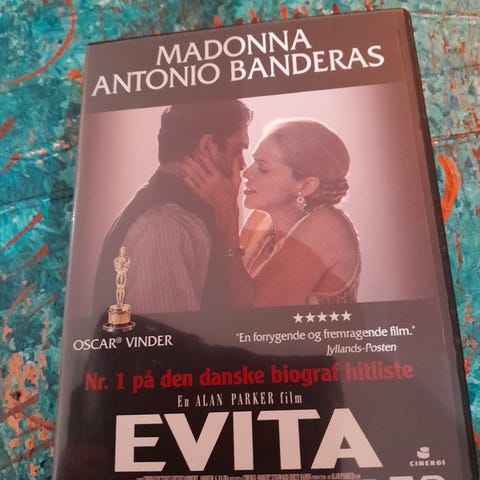 MADONNA
ANTONIO BANDERAS
OSCAR® VINDER
★★★★★
"En forrygende og fremragende film."
Jyllands-Posten
Nr. 1 på den danske biograf hitliste
En ALAN PARKER film
EVITA
CINERGI